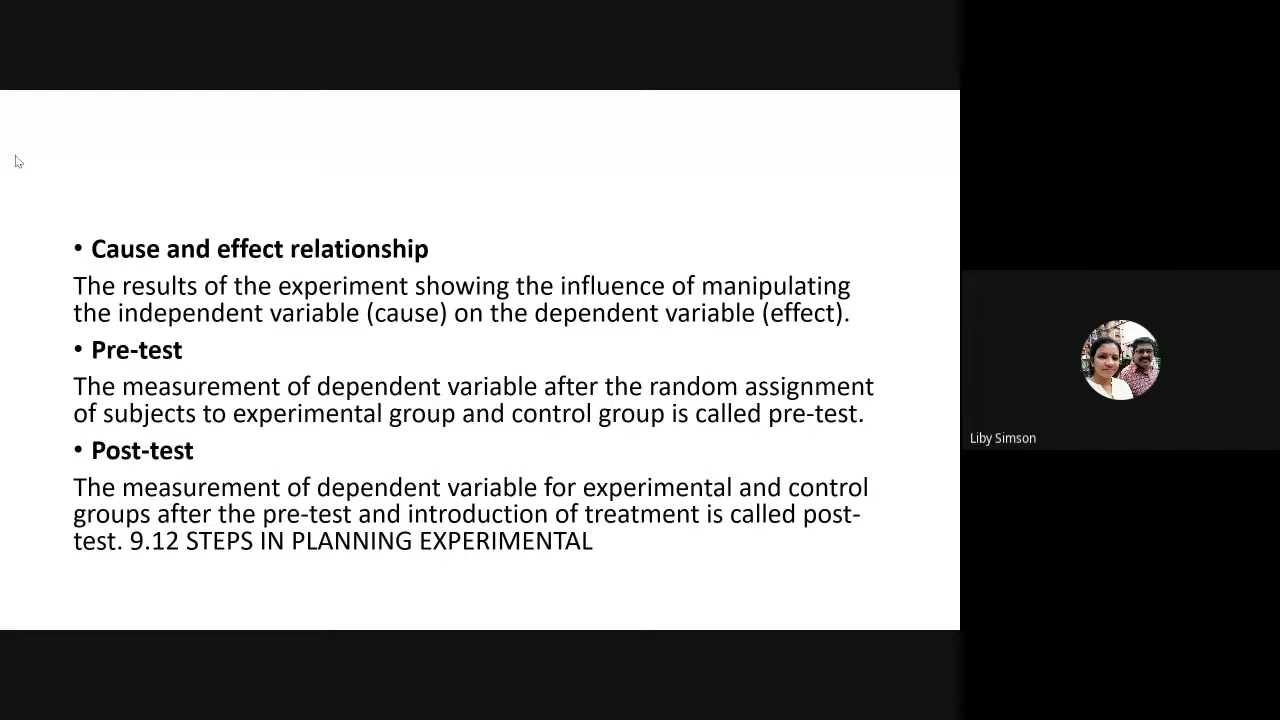 • Cause and effect relationship
The results of the experiment showing the influence of manipulating
the independent variable (cause) on the dependent variable (effect).
• Pre-test
The measurement of dependent variable after the random assignment
of subjects to experimental group and control group is called pre-test.
• Post-test
The measurement of dependent variable for experimental and control
groups after the pre-test and introduction of treatment is called post-
test. 9.12 STEPS IN PLANNING EXPERIMENTAL
Liby Simson